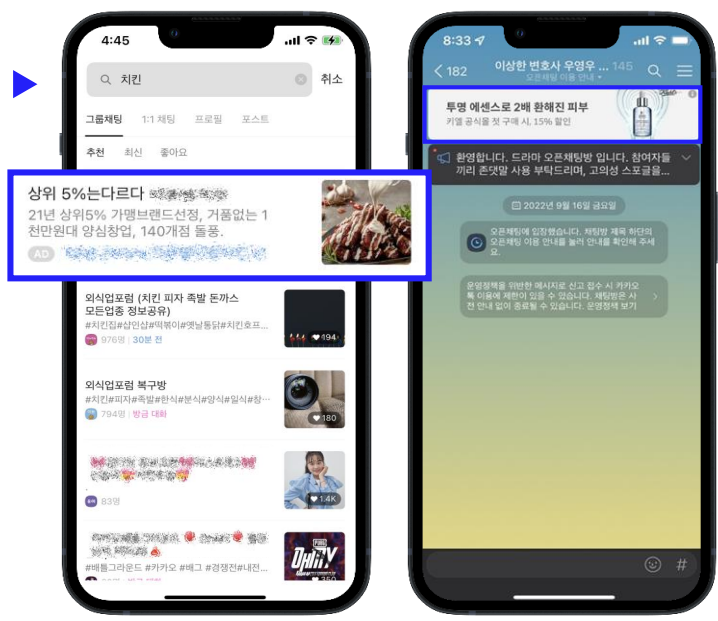 4:45
치킨
취소
그룹채팅 1:1 채팅 프로필 포스트
추천 최신 좋아요
상위 5%는다르다
21년 상위5% 가맹브랜드선정, 거품없는 1
천만원대 양심창업, 140개점 돌풍.
AD
외식업포럼 (치킨 피자 족발 돈까스
모든업종 정보공유)
#치킨집#샵인샵#떡볶이#옛날통닭#치킨호프...
976명 | 30분 전
194
외식업포럼 복구방
#치킨#피자#족발#한식#분식#양식#일식#참...
794명 | 방금 대화
180
83명
1.4K
#배틀그라운드 #카카오 #배그 #경쟁전#내전...
PUBG
350
8:33
182
이상한 변호사 우영우 ... 145
오픈채팅 이용 안내
투명 에센스로 2배 환해진 피부
키엘 공식몰 첫 구매 시, 15% 할인
환영합니다. 드라마 오픈채팅방 입니다. 참여자들
끼리 존댓말 사용 부탁드리며, 고의성 스포글을...
2022년 9월 16일 금요일
오픈채팅에 입장했습니다. 채팅방 제목 하단의
오픈채팅 이용 안내를 눌러 안내를 확인해 주세
요.
운영정책을 위반한 메시지로 신고 접수 시 카카오
톡 이용에 제한이 있을 수 있습니다. 채팅방은 사
전 안내 없이 종료될 수 있습니다. 운영정책 보기
#